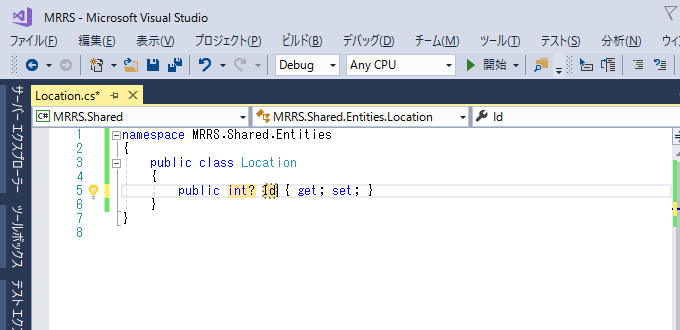 MRRS - Microsoft Visual Studio
ファイル(F) 編集(E) 表示(V) プロジェクト(P) ビルド(B) デバッグ(D) チーム(M) ツール(T) テスト(S) 分析(N)
Debug Any CPU 開始
サーバー エクスプローラー
ツールボックス
テスト エクス
Location.cs*
C# MRRS.Shared MRRS.Shared.Entities.Location Id
1 namespace MRRS.Shared.Entities
2 {
3 public class Location
4 {
5 public int? Id { get; set; }
6 }
7 }